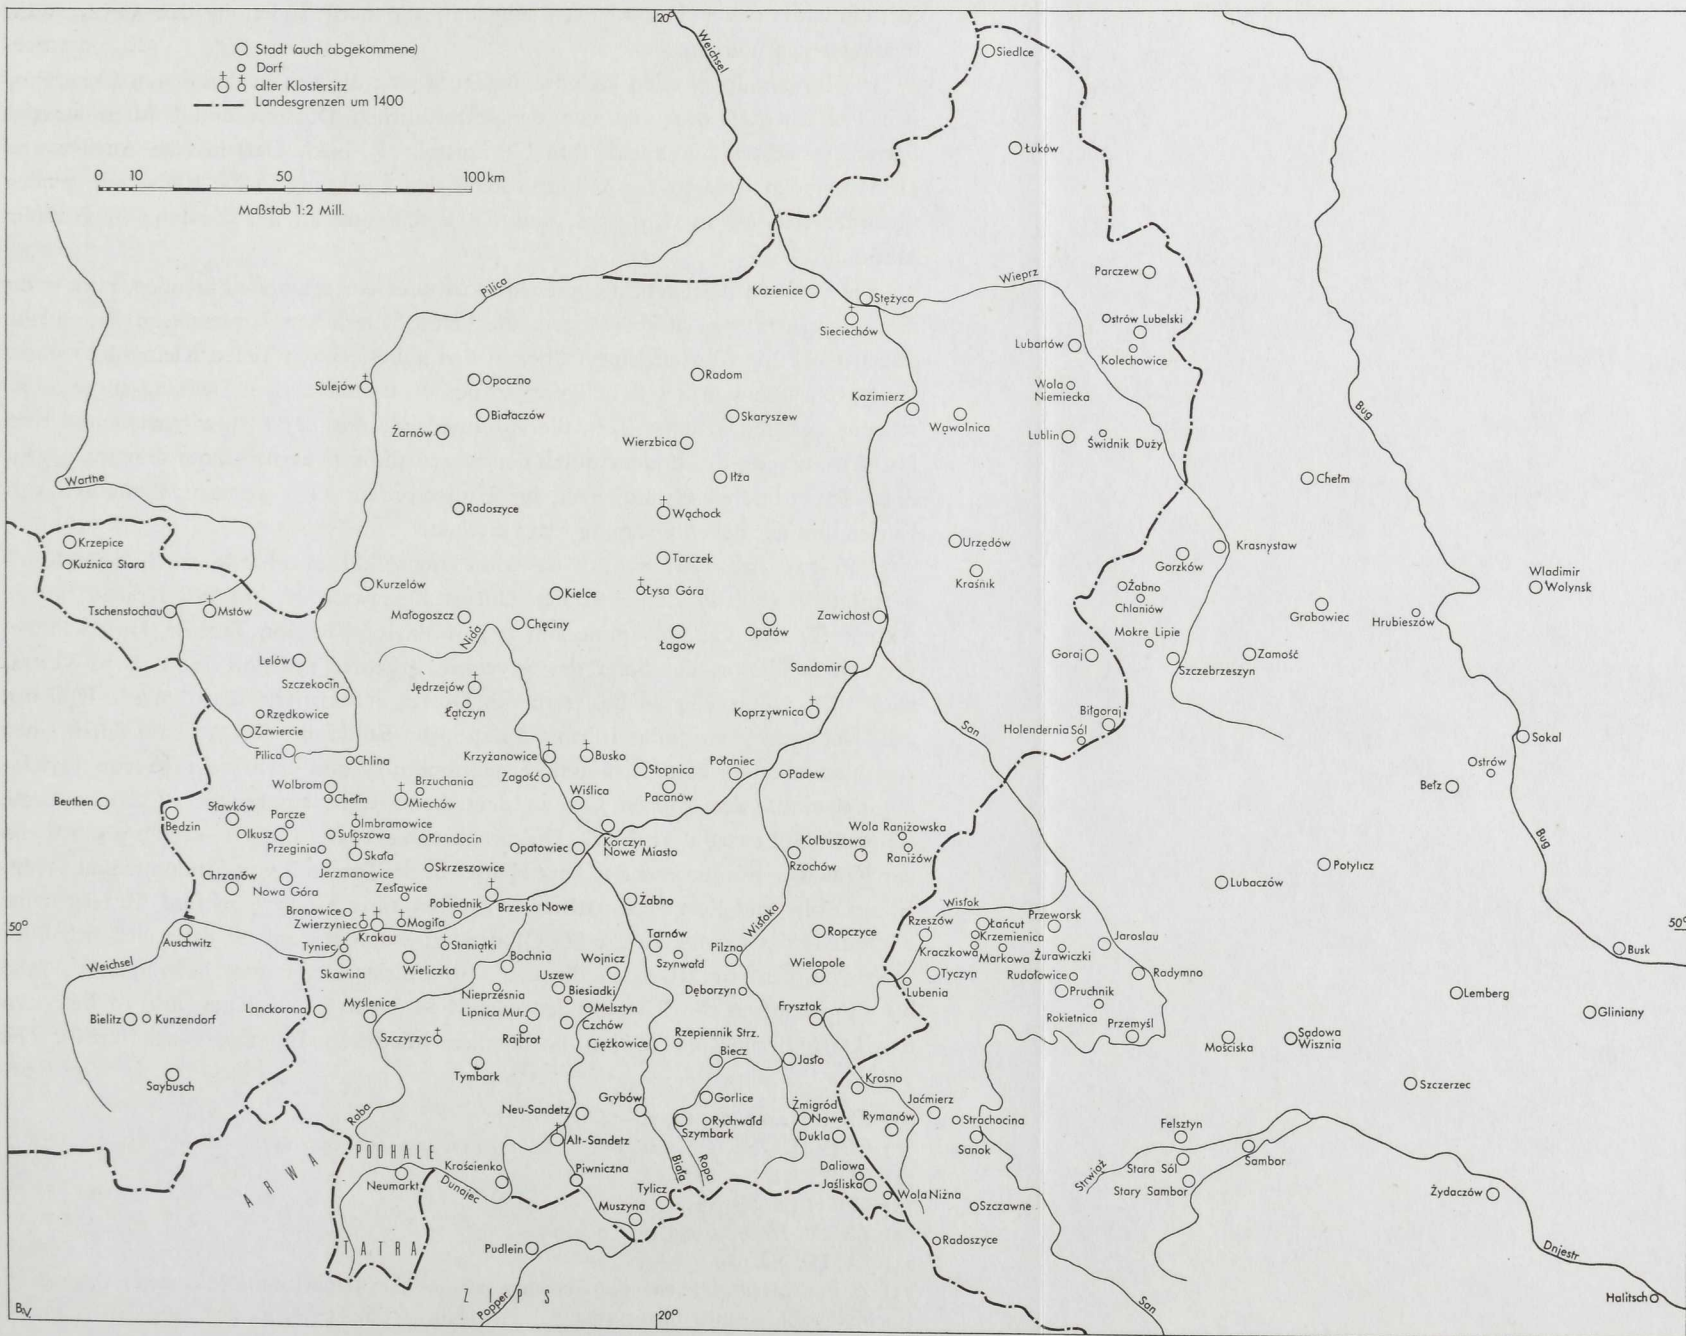 20°
Weichsel
Stadt (auch abgekommene)
Dorf
alter Klostersitz
Landesgrenzen um 1400
0 10 50 100 km
Maßstab 1:2 Mill.
Siedlce
Łuków
Parczew
Pilica
Wieprz
Kozienice
Stężyca
Sieciechów
Ostrów Lubelski
Lubartów
Kolechowice
Sulejów
Opoczno
Radom
Wola
Niemiecka
Kazimierz
Białaczów
Skaryszew
Wąwolnica
Bug
Żarnów
Wierzbica
Lublin
Świdnik Duży
Iłża
Chełm
Warthe
Radoszyce
Wąchock
Krzepice
Kuźnica Stara
Tarczek
Urzędów
Kraśnik
Gorzków
Krasnystaw
Kurzelów
Kielce
Łysa Góra
Żabno
Chłaniów
Wladimir
Wolynsk
Tschenstochau
Mstów
Małogoszcz
Chęciny
Nida
Łagow
Opatów
Zawichost
Grabowiec
Hrubieszów
Mokre Lipie
Lelów
Szczekocin
Jędrzejów
Łątczyn
Sandomir
Goraj
Szczebrzeszyn
Zamość
Rzędkowice
Zawiercie
Pilica
Chlina
Koprzywnica
San
Biłgoraj
Holendernia Sól
Sokal
Krzyżanowice
Busko
Zagość
Stopnica
Pacanów
Połaniec
Padew
Ostrów
Bełz
Wolbrom
Chełm
Brzuchania
Miechów
Wiślica
Beuthen
Będzin
Sławków
Parcze
Olkusz
Imbramowice
Sułoszowa
Prandocin
Przeginia
Skała
Opatowiec
Korczyn
Nowe Miasto
Wola Raniżowska
Kolbuszowa
Rzochów
Raniżów
Bug
Chrzanów
Nowa Góra
Jerzmanowice
Skrzeszowice
Zesławice
Potylicz
Lubaczów
Bronowice
Pobiednik
Brzesko Nowe
Żabno
Wisłoka
Wisłok
50°
Zwierzyniec
Krakau
Mogiła
Auschwitz
Tyniec
Staniątki
Tarnów
Pilzno
Ropczyce
Rzeszów
Łańcut
Przeworsk
Krzemienica
Kraczkowa
Markowa
Żurawiczki
Jaroslau
50°
Busk
Weichsel
Skawina
Wieliczka
Bochnia
Wojnicz
Szynwałd
Wielopole
Tyczyn
Rudołowice
Radymno
Uszew
Nieprześnia
Biesiadki
Dęborzyn
Lubenia
Pruchnik
Lemberg
Lanckorona
Myślenice
Lipnica Mur.
Melsztyn
Czchów
Frysztak
Rokietnica
Przemyśl
Gliniany
Bielitz
Kunzendorf
Szczyrzyc
Rajbrot
Ciężkowice
Rzepiennik Strz.
Biecz
Jasło
Mościska
Sądowa
Wisznia
Saybusch
Tymbark
Krosno
Szczerzec
Raba
Neu-Sandetz
Grybów
Gorlice
Żmigród
Nowe
Rymanów
Jaćmierz
Strachocina
Rychwałd
Szymbark
Dukla
Sanok
Felsztyn
Alt-Sandetz
PODHALE
ARWA
Neumarkt
Krościenko
Dunajec
Piwniczna
Biała
Ropa
Daliowa
Jaśliska
Wola Niżna
Szczawne
Strwiąż
Stara Sól
Stary Sambor
Sambor
Żydaczów
Tylicz
Muszyna
TATRA
Pudlein
Radoszyce
Dnjestr
ZIPS
Popper
San
Halitsch
20°